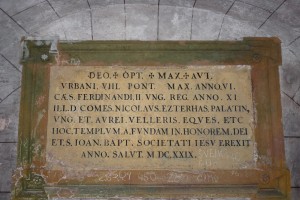 DEO ✢ OPT. ✢ MAX ✢ AVI.
VRBANI. VIII. PONT. MAX. ANNO. VI.
CÆS. FERDINANDI. II. VNG. REG. ANNO. XI
ILL. D COMES. NICOLAVS. EZTERHAS. PALATIN,
VNG. ET AVREI. VELLERIS. EQVES, ETC
HOC, TEMPLVM. A. FVNDAM IN. HONOREM, DEI
ET. S, IOAN. BAPT. SOCIETATI IESV EREXIT
ANNO. SALVT. M DC. XXIX.